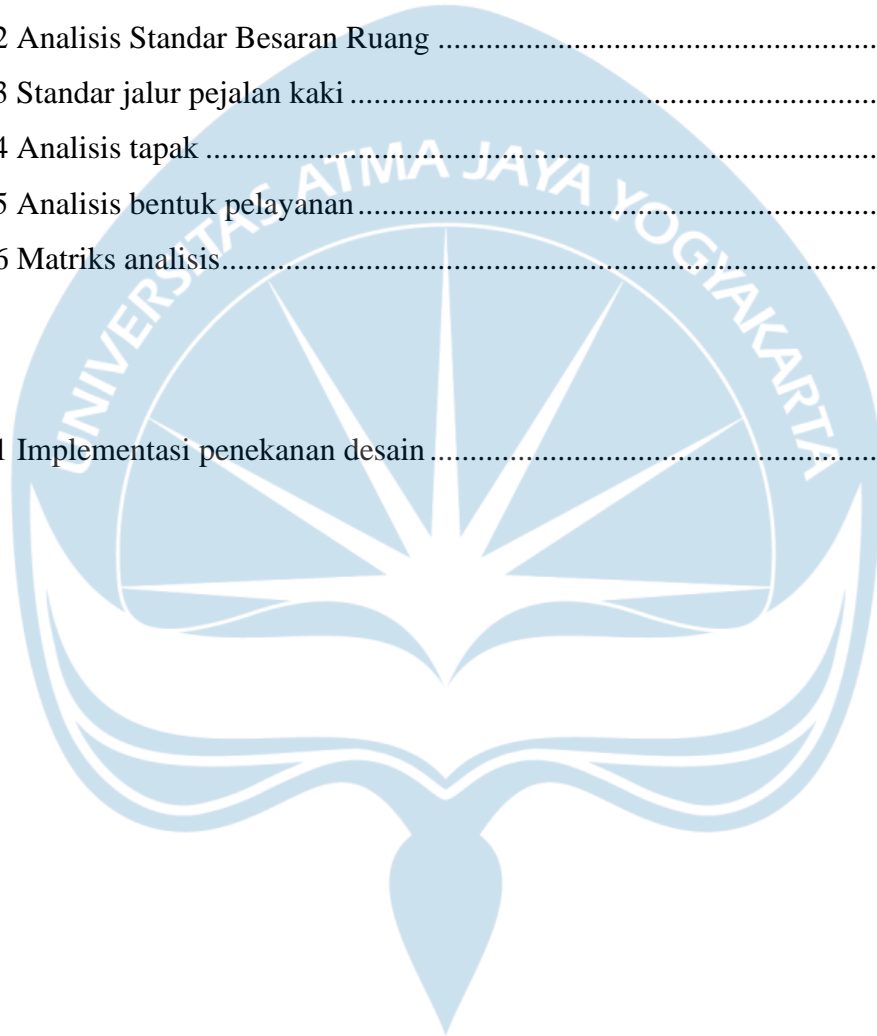 2 Analisis Standar Besaran Ruang ........................................................
3 Standar jalur pejalan kaki ...................................................................
4 Analisis tapak .....................................................................................
5 Analisis bentuk pelayanan ..................................................................
6 Matriks analisis ...................................................................................
UNIVERSITAS ATMA JAYA YOGYAKARTA
1 Implementasi penekanan desain .........................................................